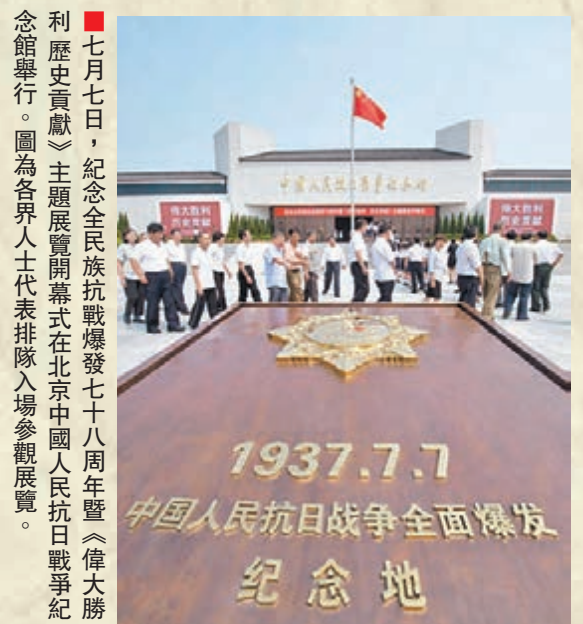 ■七月七日，紀念全民族抗戰爆發七十八周年暨《偉大勝
利 歷史貢獻》主題展覽開幕式在北京中國人民抗日戰爭紀
念館舉行。圖為各界人士代表排隊入場參觀展覽。
中国人民抗日战争纪念馆
伟大胜利
历史贡献
伟大胜利
历史贡献
1937.7.7
中国人民抗日战争全面爆发
纪念地